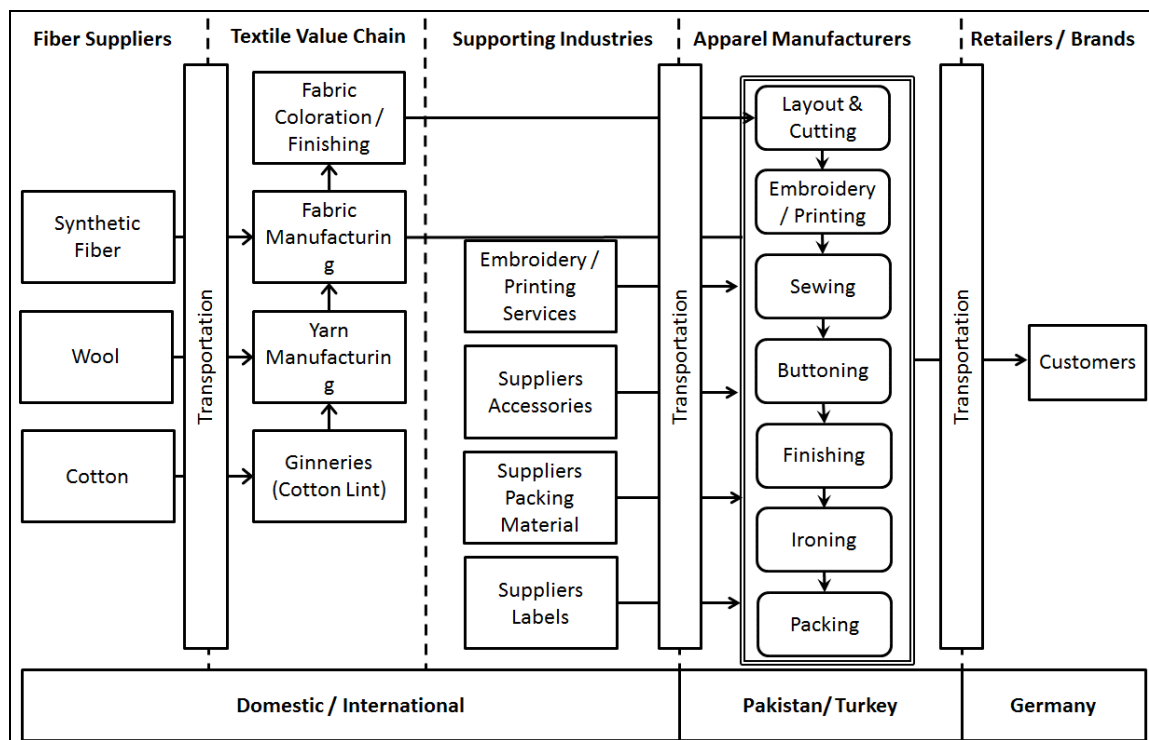 Fiber Suppliers
Textile Value Chain
Supporting Industries
Apparel Manufacturers
Retailers / Brands
Synthetic
Fiber
Wool
Cotton
Transportation
Fabric
Coloration /
Finishing
Fabric
Manufacturin
g
Yarn
Manufacturin
g
Ginneries
(Cotton Lint)
Embroidery /
Printing
Services
Suppliers
Accessories
Suppliers
Packing
Material
Suppliers
Labels
Transportation
Layout &
Cutting
Embroidery
/ Printing
Sewing
Buttoning
Finishing
Ironing
Packing
Transportation
Customers
Domestic / International
Pakistan/ Turkey
Germany